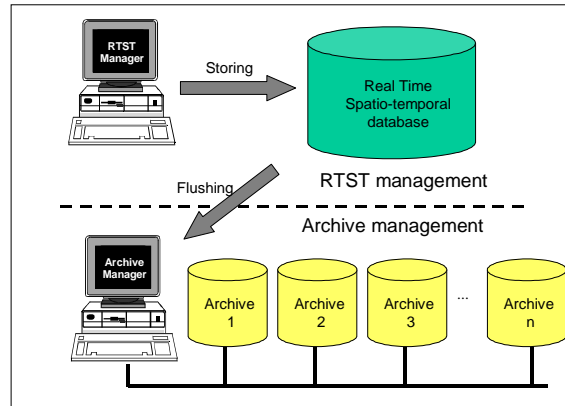 RTST
Manager
Storing
Real Time
Spatio-temporal
database
Flushing
RTST management
Archive management
Archive
Manager
Archive
1
Archive
2
Archive
3
...
Archive
n